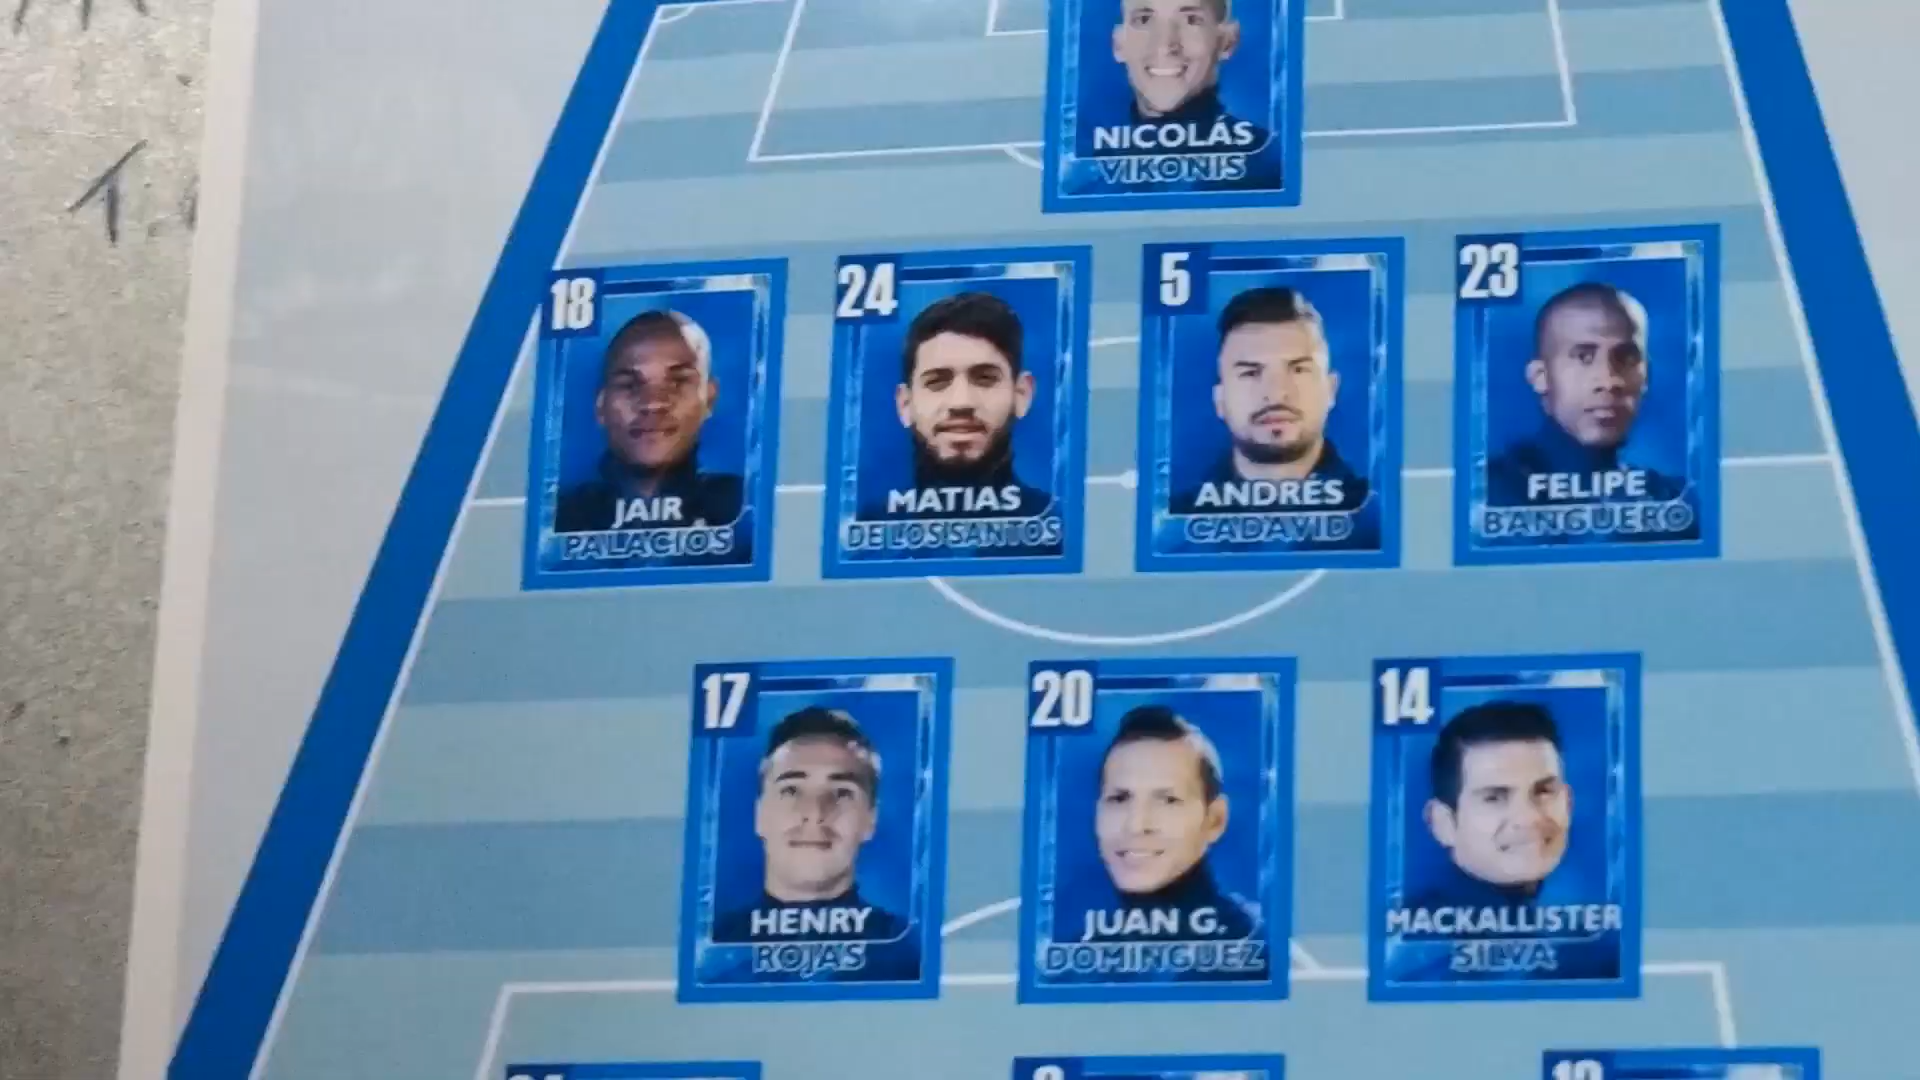 NICOLÁS
VIKONIS
18
JAIR
PALACIOS
24
MATIAS
DE LOS SANTOS
5
ANDRÉS
CADAVID
23
FELIPE
BANGUERO
17
HENRY
ROJAS
20
JUAN G.
DOMINGUEZ
14
MACKALLISTER
SILVA